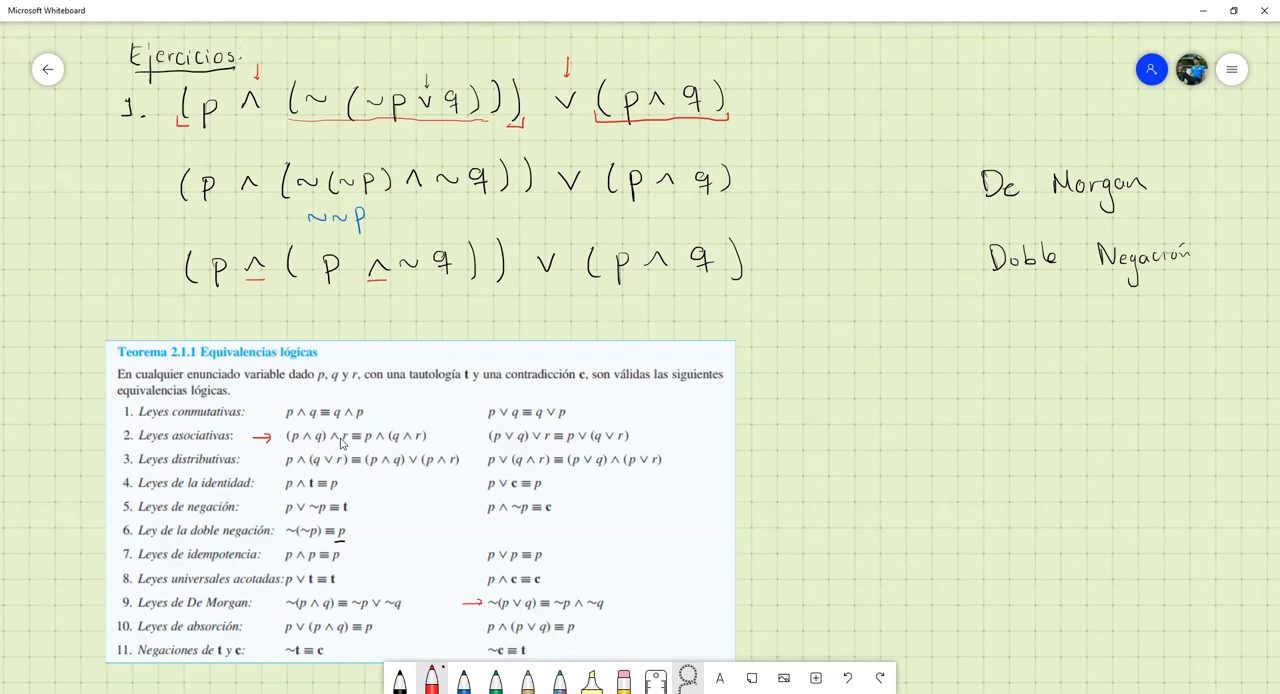 Microsoft Whiteboard
Ejercicios:
1. (p ∧ (~ (~p ∨ q))) ∨ (p ∧ q)
(p ∧ (~(~p) ∧ ~q)) ∨ (p ∧ q) De Morgan
~~p
(p ∧ ( p ∧ ~q)) ∨ (p ∧ q) Doble Negación
Teorema 2.1.1 Equivalencias lógicas
En cualquier enunciado variable dado p, q y r, con una tautología t y una contradicción c, son válidas las siguientes
equivalencias lógicas.
1. Leyes conmutativas: p ∧ q ≡ q ∧ p p ∨ q ≡ q ∨ p
2. Leyes asociativas: → (p ∧ q) ∧ r ≡ p ∧ (q ∧ r) (p ∨ q) ∨ r ≡ p ∨ (q ∨ r)
3. Leyes distributivas: p ∧ (q ∨ r) ≡ (p ∧ q) ∨ (p ∧ r) p ∨ (q ∧ r) ≡ (p ∨ q) ∧ (p ∨ r)
4. Leyes de la identidad: p ∧ t ≡ p p ∨ c ≡ p
5. Leyes de negación: p ∨ ~p ≡ t p ∧ ~p ≡ c
6. Ley de la doble negación: ~(~p) ≡ p
7. Leyes de idempotencia: p ∧ p ≡ p p ∨ p ≡ p
8. Leyes universales acotadas: p ∨ t ≡ t p ∧ c ≡ c
9. Leyes de De Morgan: ~(p ∧ q) ≡ ~p ∨ ~q → ~(p ∨ q) ≡ ~p ∧ ~q
10. Leyes de absorción: p ∨ (p ∧ q) ≡ p p ∧ (p ∨ q) ≡ p
11. Negaciones de t y c: ~t ≡ c ~c ≡ t
A